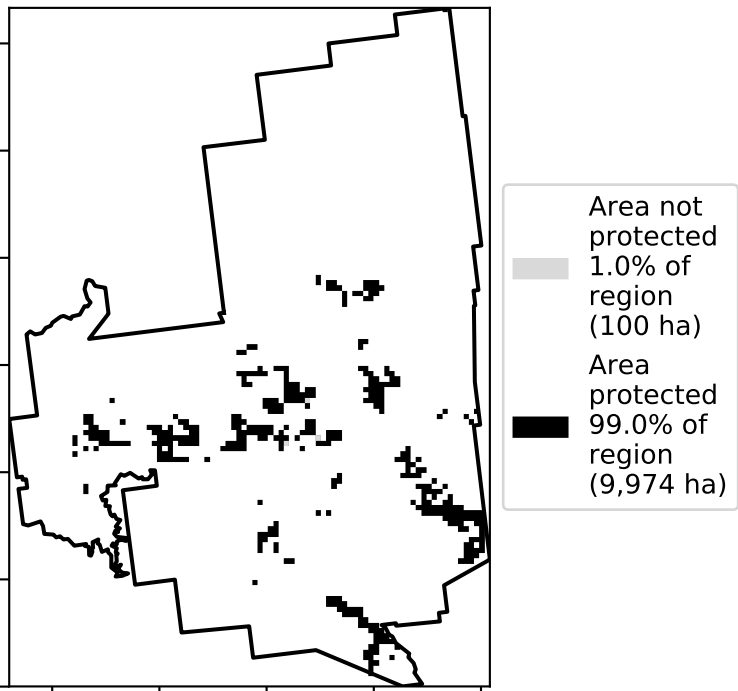 Area not
protected
1.0% of
region
(100 ha)
Area
protected
99.0% of
region
(9,974 ha)